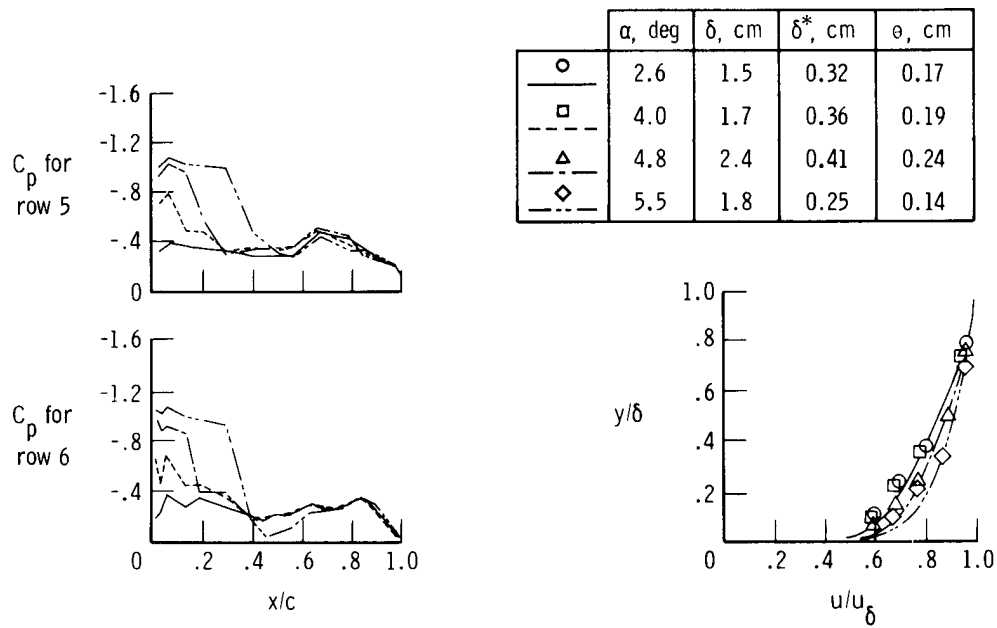 α, deg δ, cm δ*, cm θ, cm
2.6 1.5 0.32 0.17
4.0 1.7 0.36 0.19
4.8 2.4 0.41 0.24
5.5 1.8 0.25 0.14
-1.6
-1.2
-.8
-.4
0
Cp for
row 5
-1.6
-1.2
-.8
-.4
0 .2 .4 .6 .8 1.0
Cp for
row 6
x/c
1.0
.8
.6
.4
.2
0 .2 .4 .6 .8 1.0
y/δ
u/uδ